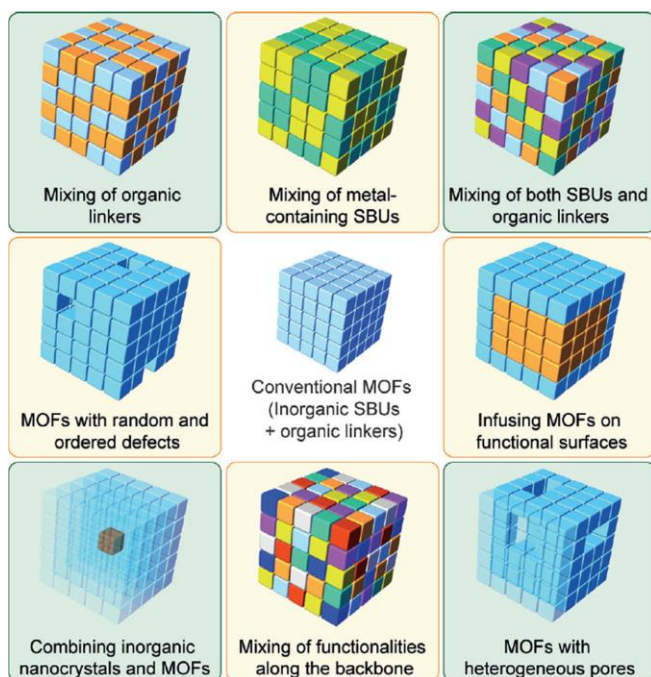 Mixing of organic
linkers
Mixing of metal-
containing SBUs
Mixing of both SBUs and
organic linkers
MOFs with random and
ordered defects
Conventional MOFs
(Inorganic SBUs
+ organic linkers)
Infusing MOFs on
functional surfaces
Combining inorganic
nanocrystals and MOFs
Mixing of functionalities
along the backbone
MOFs with
heterogeneous pores